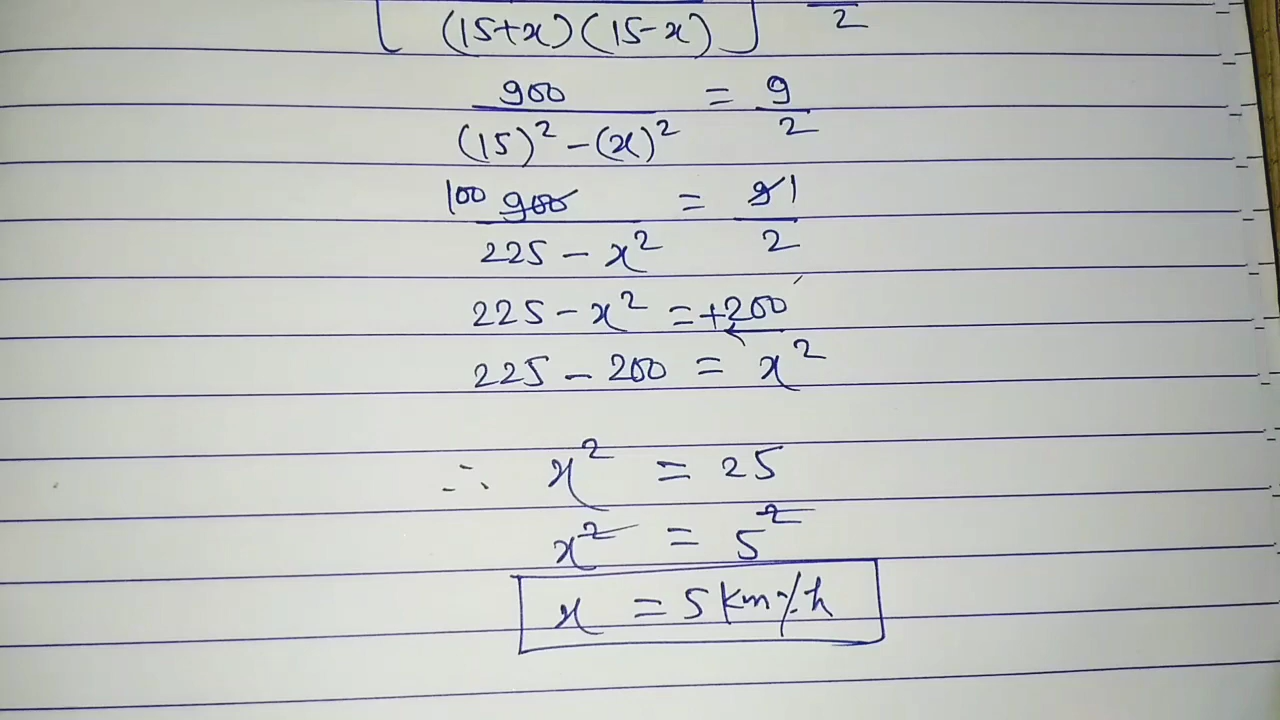 (15+x)(15-x)] 2
900 = 9
(15)² - (x)² 2
100 900 = 9 1
225 - x² 2
225 - x² = +200
225 - 200 = x²
∴ x² = 25
x² = 5²
x = 5 km/h